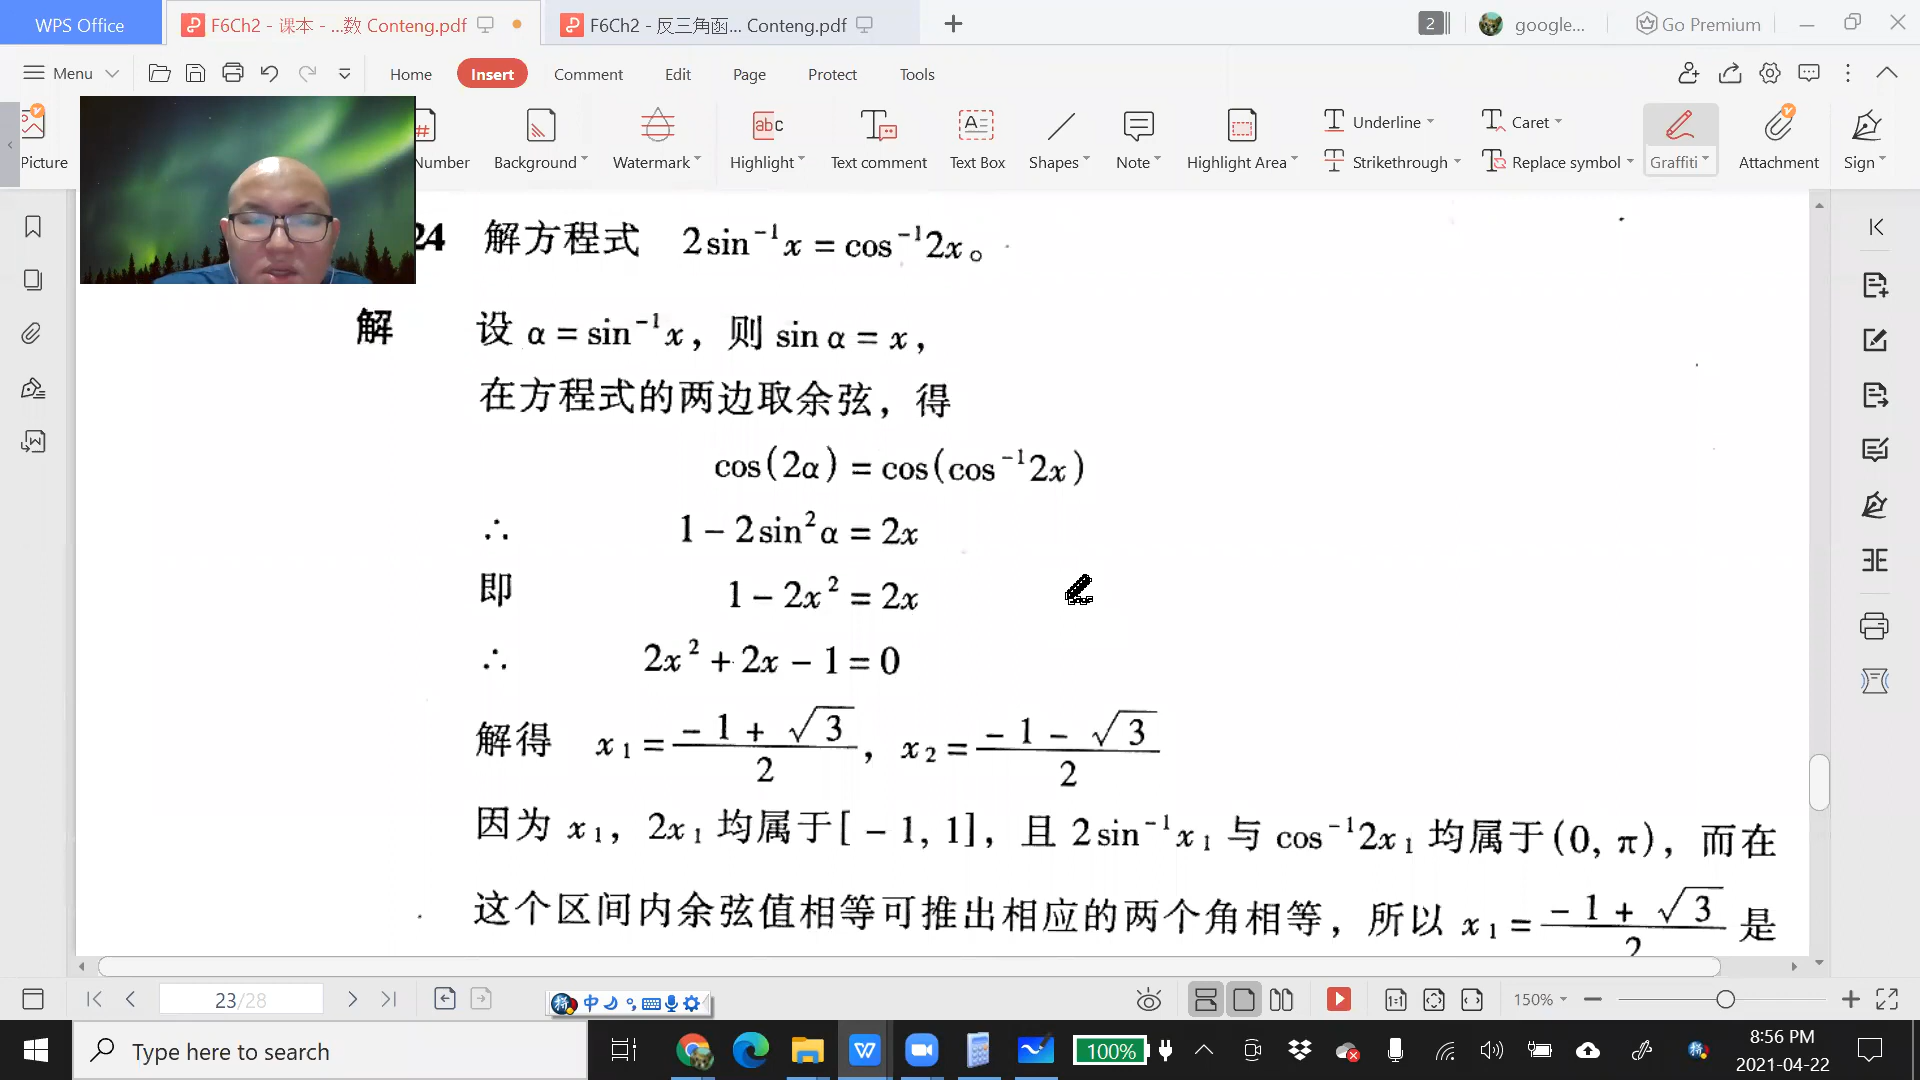 WPS Office
F6Ch2 - 课本 - ...数 Conteng.pdf
F6Ch2 - 反三角函... Conteng.pdf
2
google...
Go Premium
Menu
Home
Insert
Comment
Edit
Page
Protect
Tools
Picture
Number
Background
Watermark
Highlight
Text comment
Text Box
Shapes
Note
Highlight Area
Underline
Strikethrough
Caret
Replace symbol
Graffiti
Attachment
Sign
24 解方程式 2sin⁻¹x = cos⁻¹2x。
解 设 α = sin⁻¹x，则 sin α = x，
在方程式的两边取余弦，得
cos(2α) = cos(cos⁻¹2x)
∴ 1 − 2sin²α = 2x
即 1 − 2x² = 2x
∴ 2x² + 2x − 1 = 0
解得 x₁ = (−1 + √3)/2，x₂ = (−1 − √3)/2
因为 x₁，2x₁ 均属于[−1, 1]，且 2sin⁻¹x₁ 与 cos⁻¹2x₁ 均属于(0, π)，而在
这个区间内余弦值相等可推出相应的两个角相等，所以 x₁ = (−1 + √3)/2 是
23/28
中
150%
Type here to search
100%
8:56 PM
2021-04-22